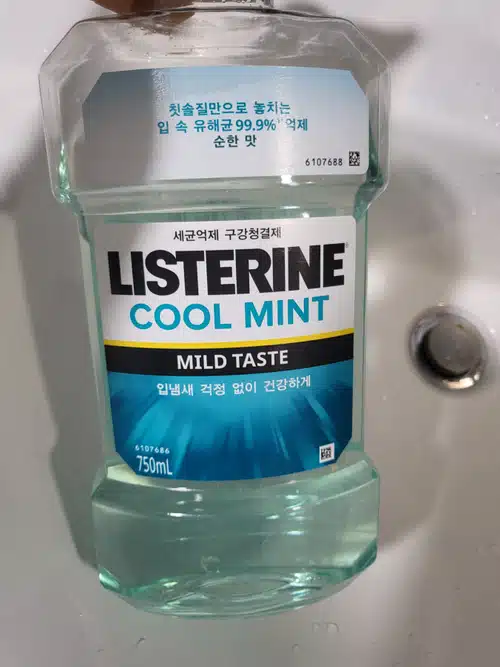 칫솔질만으로 놓치는
입 속 유해균 99.9%* 억제
순한 맛
6107688
세균억제 구강청결제
LISTERINE®
COOL MINT
MILD TASTE
입냄새 걱정 없이 건강하게
6107686
750mL